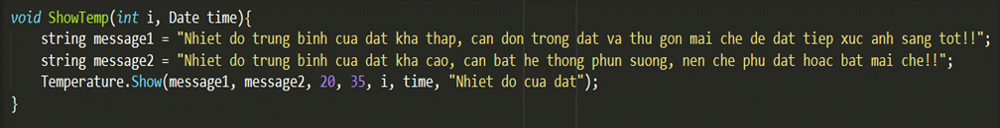 void ShowTemp(int i, Date time){
    string message1 = "Nhiet do trung binh cua dat kha thap, can don trong dat va thu gon mai che de dat tiep xuc anh sang tot!!";
    string message2 = "Nhiet do trung binh cua dat kha cao, can bat he thong phun suong, nen che phu dat hoac bat mai che!!";
    Temperature.Show(message1, message2, 20, 35, i, time, "Nhiet do cua dat");
}